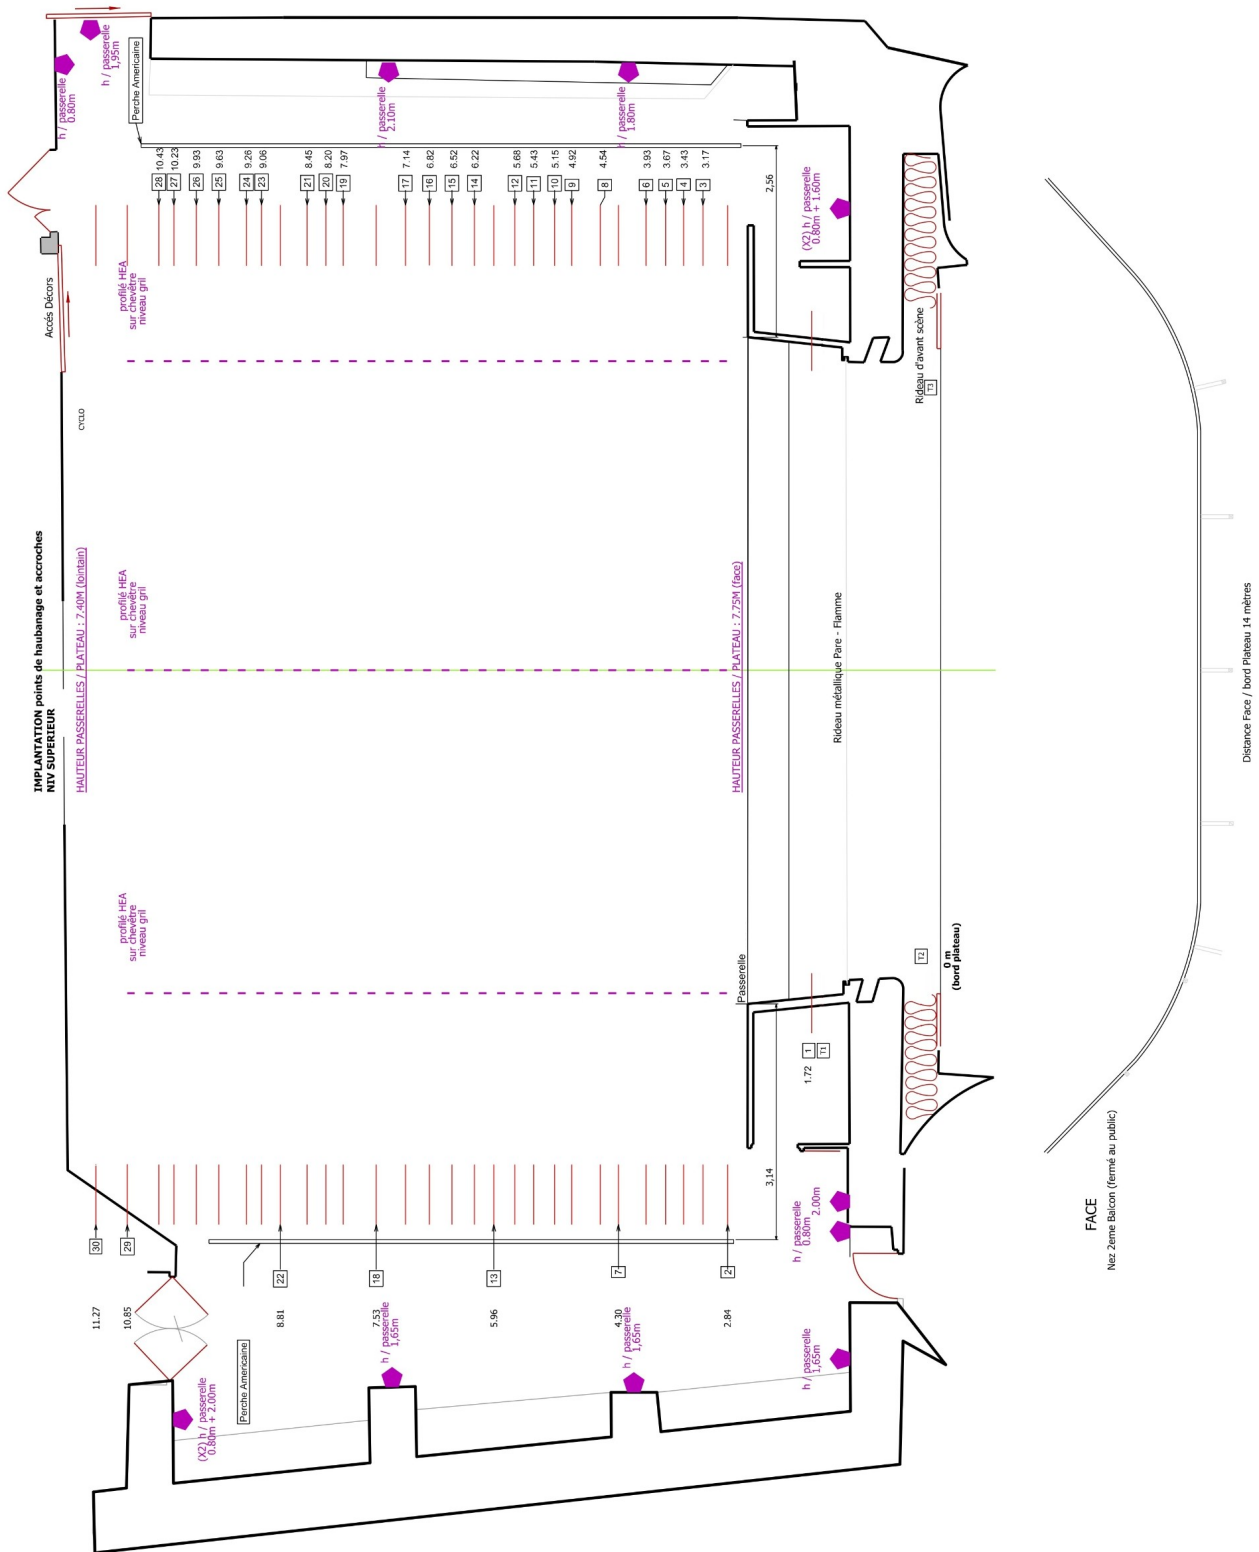 IMPLANTATION points de haubanage et accroches
NIV SUPERIEUR
HAUTEUR PASSERELLES / PLATEAU : 7.40M (lointain)
Accés Décors
CYCLO
h / passerelle
0.80m
h / passerelle
1,95m
Perche Americaine
h / passerelle
2.10m
h / passerelle
1.80m
(X2) h / passerelle
0.80m + 1.60m
profilé HEA
sur chevêtre
niveau gril
profilé HEA
sur chevêtre
niveau gril
profilé HEA
sur chevêtre
niveau gril
28 10.43
27 10.23
26 9.93
25 9.63
24 9.26
23 9.06
21 8.45
20 8.20
19 7.97
17 7.14
16 6.82
15 6.52
14 6.22
12 5.68
11 5.43
10 5.15
9 4.92
8 4.54
6 3.93
5 3.67
4 3.43
3 3.17
2,56
HAUTEUR PASSERELLES / PLATEAU : 7.75M (face)
Passerelle
Rideau métallique Pare - Flamme
Rideau d'avant scène
T3
T2
0 m
(bord plateau)
1.72 1
T1
3,14
11.27 30
10.85 29
8.81 22
7.53 18
5.96 13
4.30 7
2.84 2
Perche Americaine
(X2) h / passerelle
0.80m + 2.00m
h / passerelle
1,65m
h / passerelle
1,65m
h / passerelle
1,65m
h / passerelle
0.80m
2.00m
FACE
Nez 2eme Balcon (fermé au public)
Distance Face / bord Plateau 14 mètres